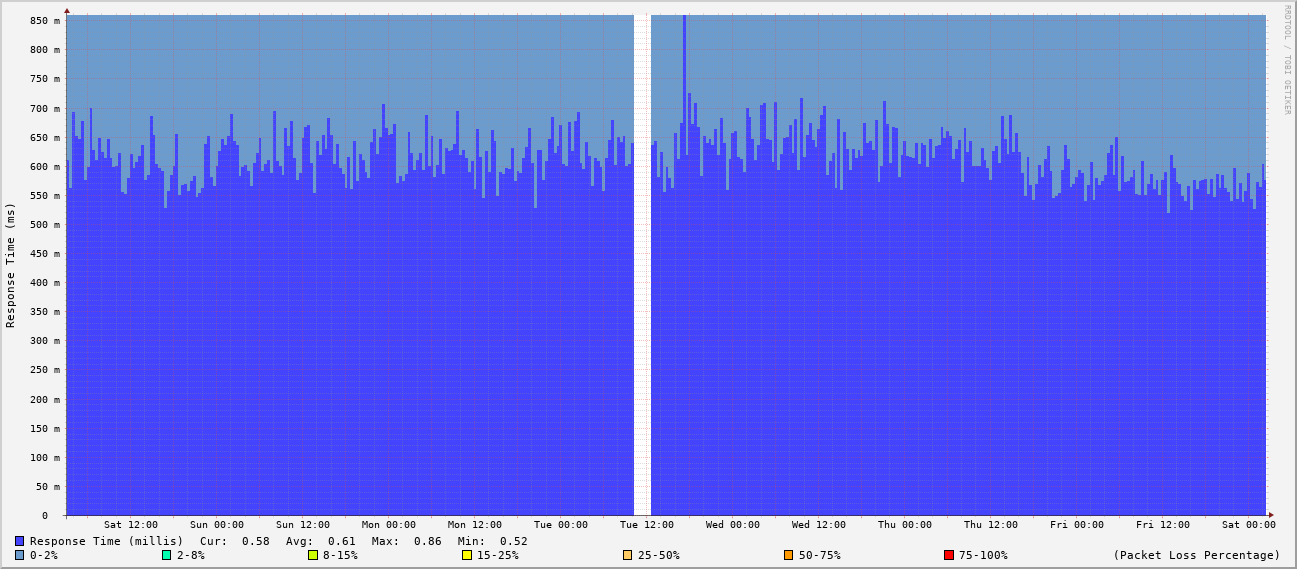 RRDTOOL / TOBI OETIKER
Response Time (ms)
850 m
800 m
750 m
700 m
650 m
600 m
550 m
500 m
450 m
400 m
350 m
300 m
250 m
200 m
150 m
100 m
50 m
0
Sat 12:00 Sun 00:00 Sun 12:00 Mon 00:00 Mon 12:00 Tue 00:00 Tue 12:00 Wed 00:00 Wed 12:00 Thu 00:00 Thu 12:00 Fri 00:00 Fri 12:00 Sat 00:00
Response Time (millis) Cur: 0.58 Avg: 0.61 Max: 0.86 Min: 0.52
0-2% 2-8% 8-15% 15-25% 25-50% 50-75% 75-100% (Packet Loss Percentage)